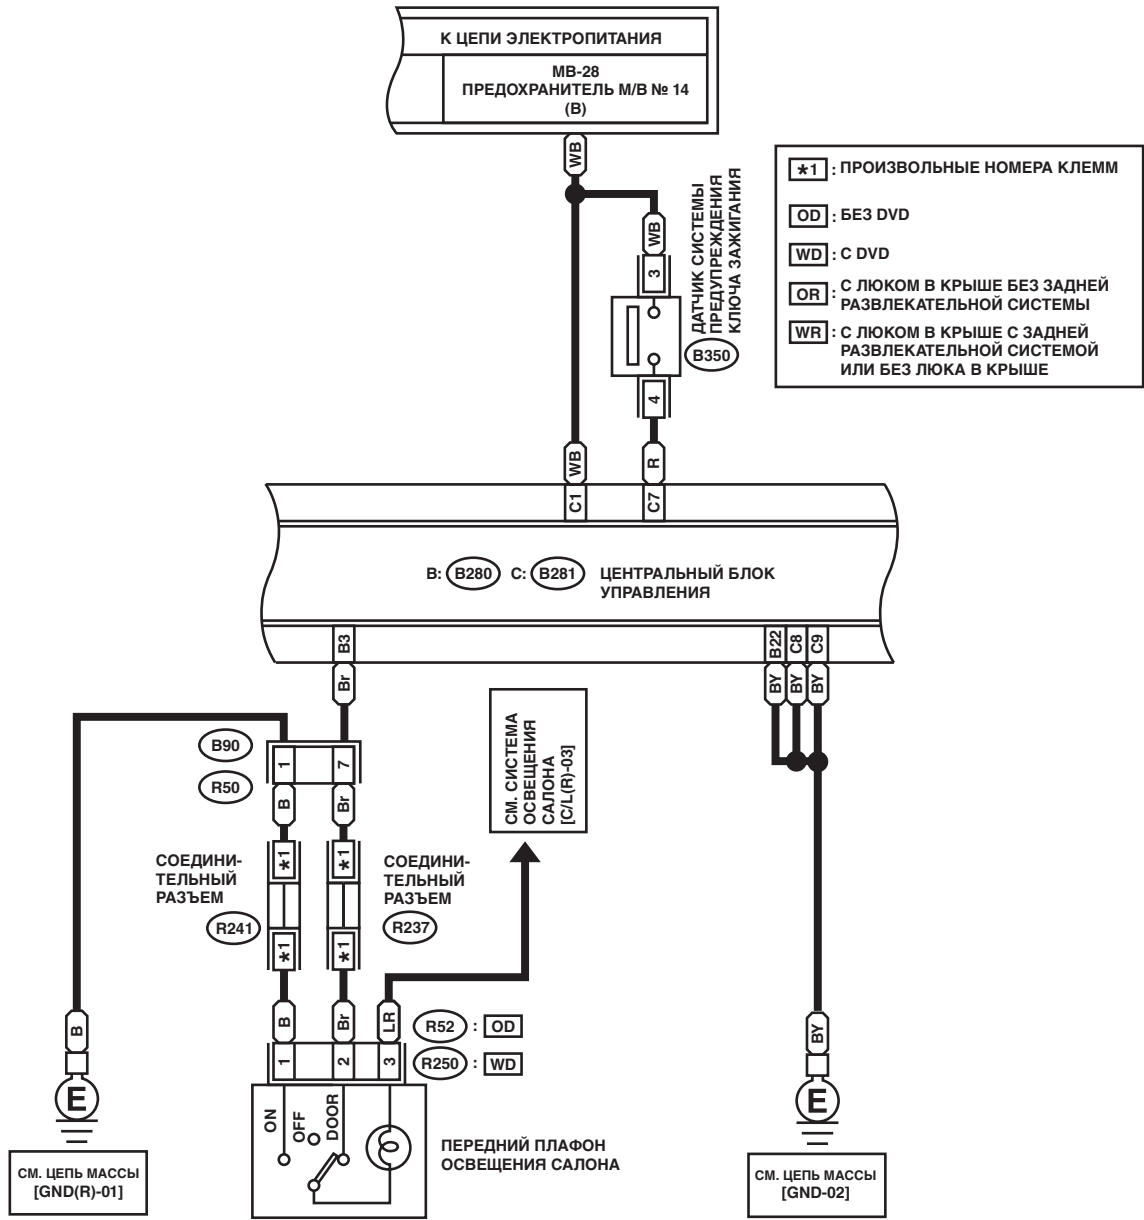 К ЦЕПИ ЭЛЕКТРОПИТАНИЯ
MB-28
ПРЕДОХРАНИТЕЛЬ M/B № 14
(B)
WB
WB
3
ДАТЧИК СИСТЕМЫ
ПРЕДУПРЕЖДЕНИЯ
КЛЮЧА ЗАЖИГАНИЯ
B350
4
*1 : ПРОИЗВОЛЬНЫЕ НОМЕРА КЛЕММ
OD : БЕЗ DVD
WD : С DVD
OR : С ЛЮКОМ В КРЫШЕ БЕЗ ЗАДНЕЙ
РАЗВЛЕКАТЕЛЬНОЙ СИСТЕМЫ
WR : С ЛЮКОМ В КРЫШЕ С ЗАДНЕЙ
РАЗВЛЕКАТЕЛЬНОЙ СИСТЕМОЙ
ИЛИ БЕЗ ЛЮКА В КРЫШЕ
WB
R
C1
C7
B: B280 C: B281 ЦЕНТРАЛЬНЫЙ БЛОК
УПРАВЛЕНИЯ
B3
B22
C8
C9
Br
BY
BY
BY
B90
1
7
R50
B
Br
СМ. СИСТЕМА
ОСВЕЩЕНИЯ
САЛОНА
[C/L(R)-03]
СОЕДИНИ-
ТЕЛЬНЫЙ
РАЗЪЕМ
R241
*1
*1
*1
*1
СОЕДИНИ-
ТЕЛЬНЫЙ
РАЗЪЕМ
R237
B
B
Br
LR
R52 : OD
R250 : WD
1
2
3
BY
E
E
ON
OFF
DOOR
ПЕРЕДНИЙ ПЛАФОН
ОСВЕЩЕНИЯ САЛОНА
СМ. ЦЕПЬ МАССЫ
[GND(R)-01]
СМ. ЦЕПЬ МАССЫ
[GND-02]